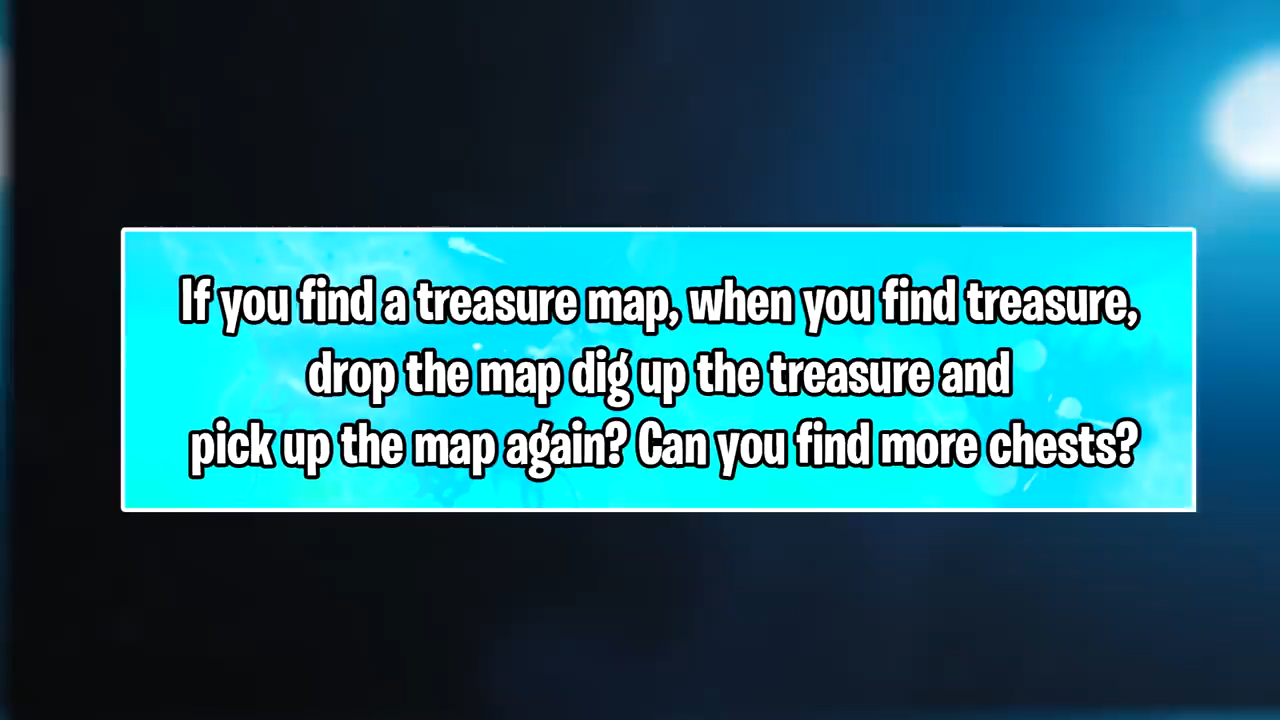 If you find a treasure map, when you find treasure,
drop the map dig up the treasure and
pick up the map again? Can you find more chests?